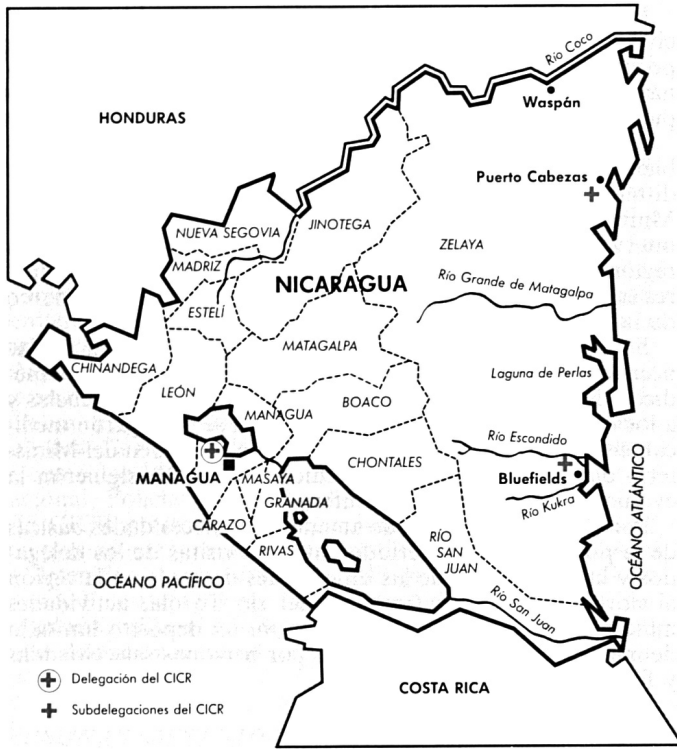 Río Coco
HONDURAS
Waspán
Puerto Cabezas
NUEVA SEGOVIA
JINOTEGA
ZELAYA
MADRIZ
NICARAGUA
Río Grande de Matagalpa
ESTELÍ
MATAGALPA
CHINANDEGA
Laguna de Perlas
LEÓN
BOACO
MANAGUA
Río Escondido
CHONTALES
MANAGUA
MASAYA
Bluefields
GRANADA
Río Kukra
CARAZO
RÍO
SAN
JUAN
RIVAS
OCÉANO ATLÁNTICO
OCÉANO PACÍFICO
Río San Juan
Delegación del CICR
COSTA RICA
Subdelegaciones del CICR